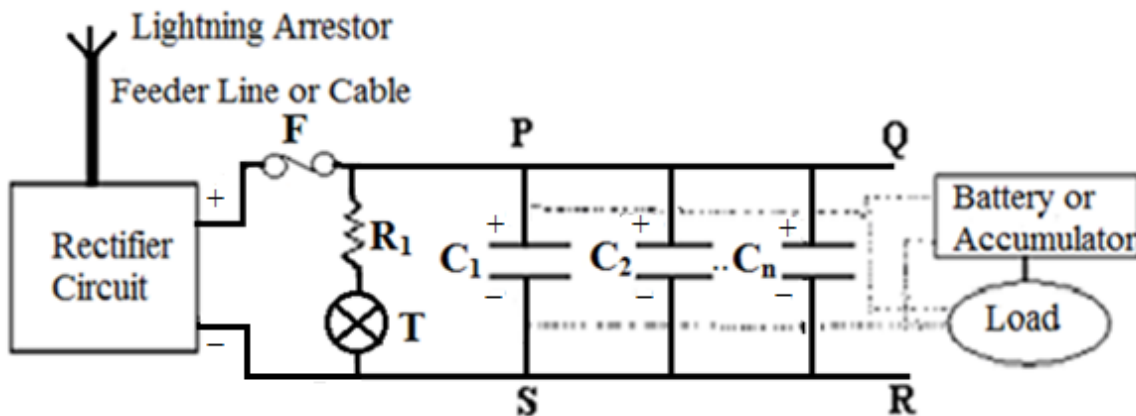 Lightning Arrestor
Feeder Line or Cable
F
P
Q
+
Rectifier
Circuit
−
R1
T
+
C1
−
+
C2
−
..
+
Cn
−
Battery or
Accumulator
Load
S
R